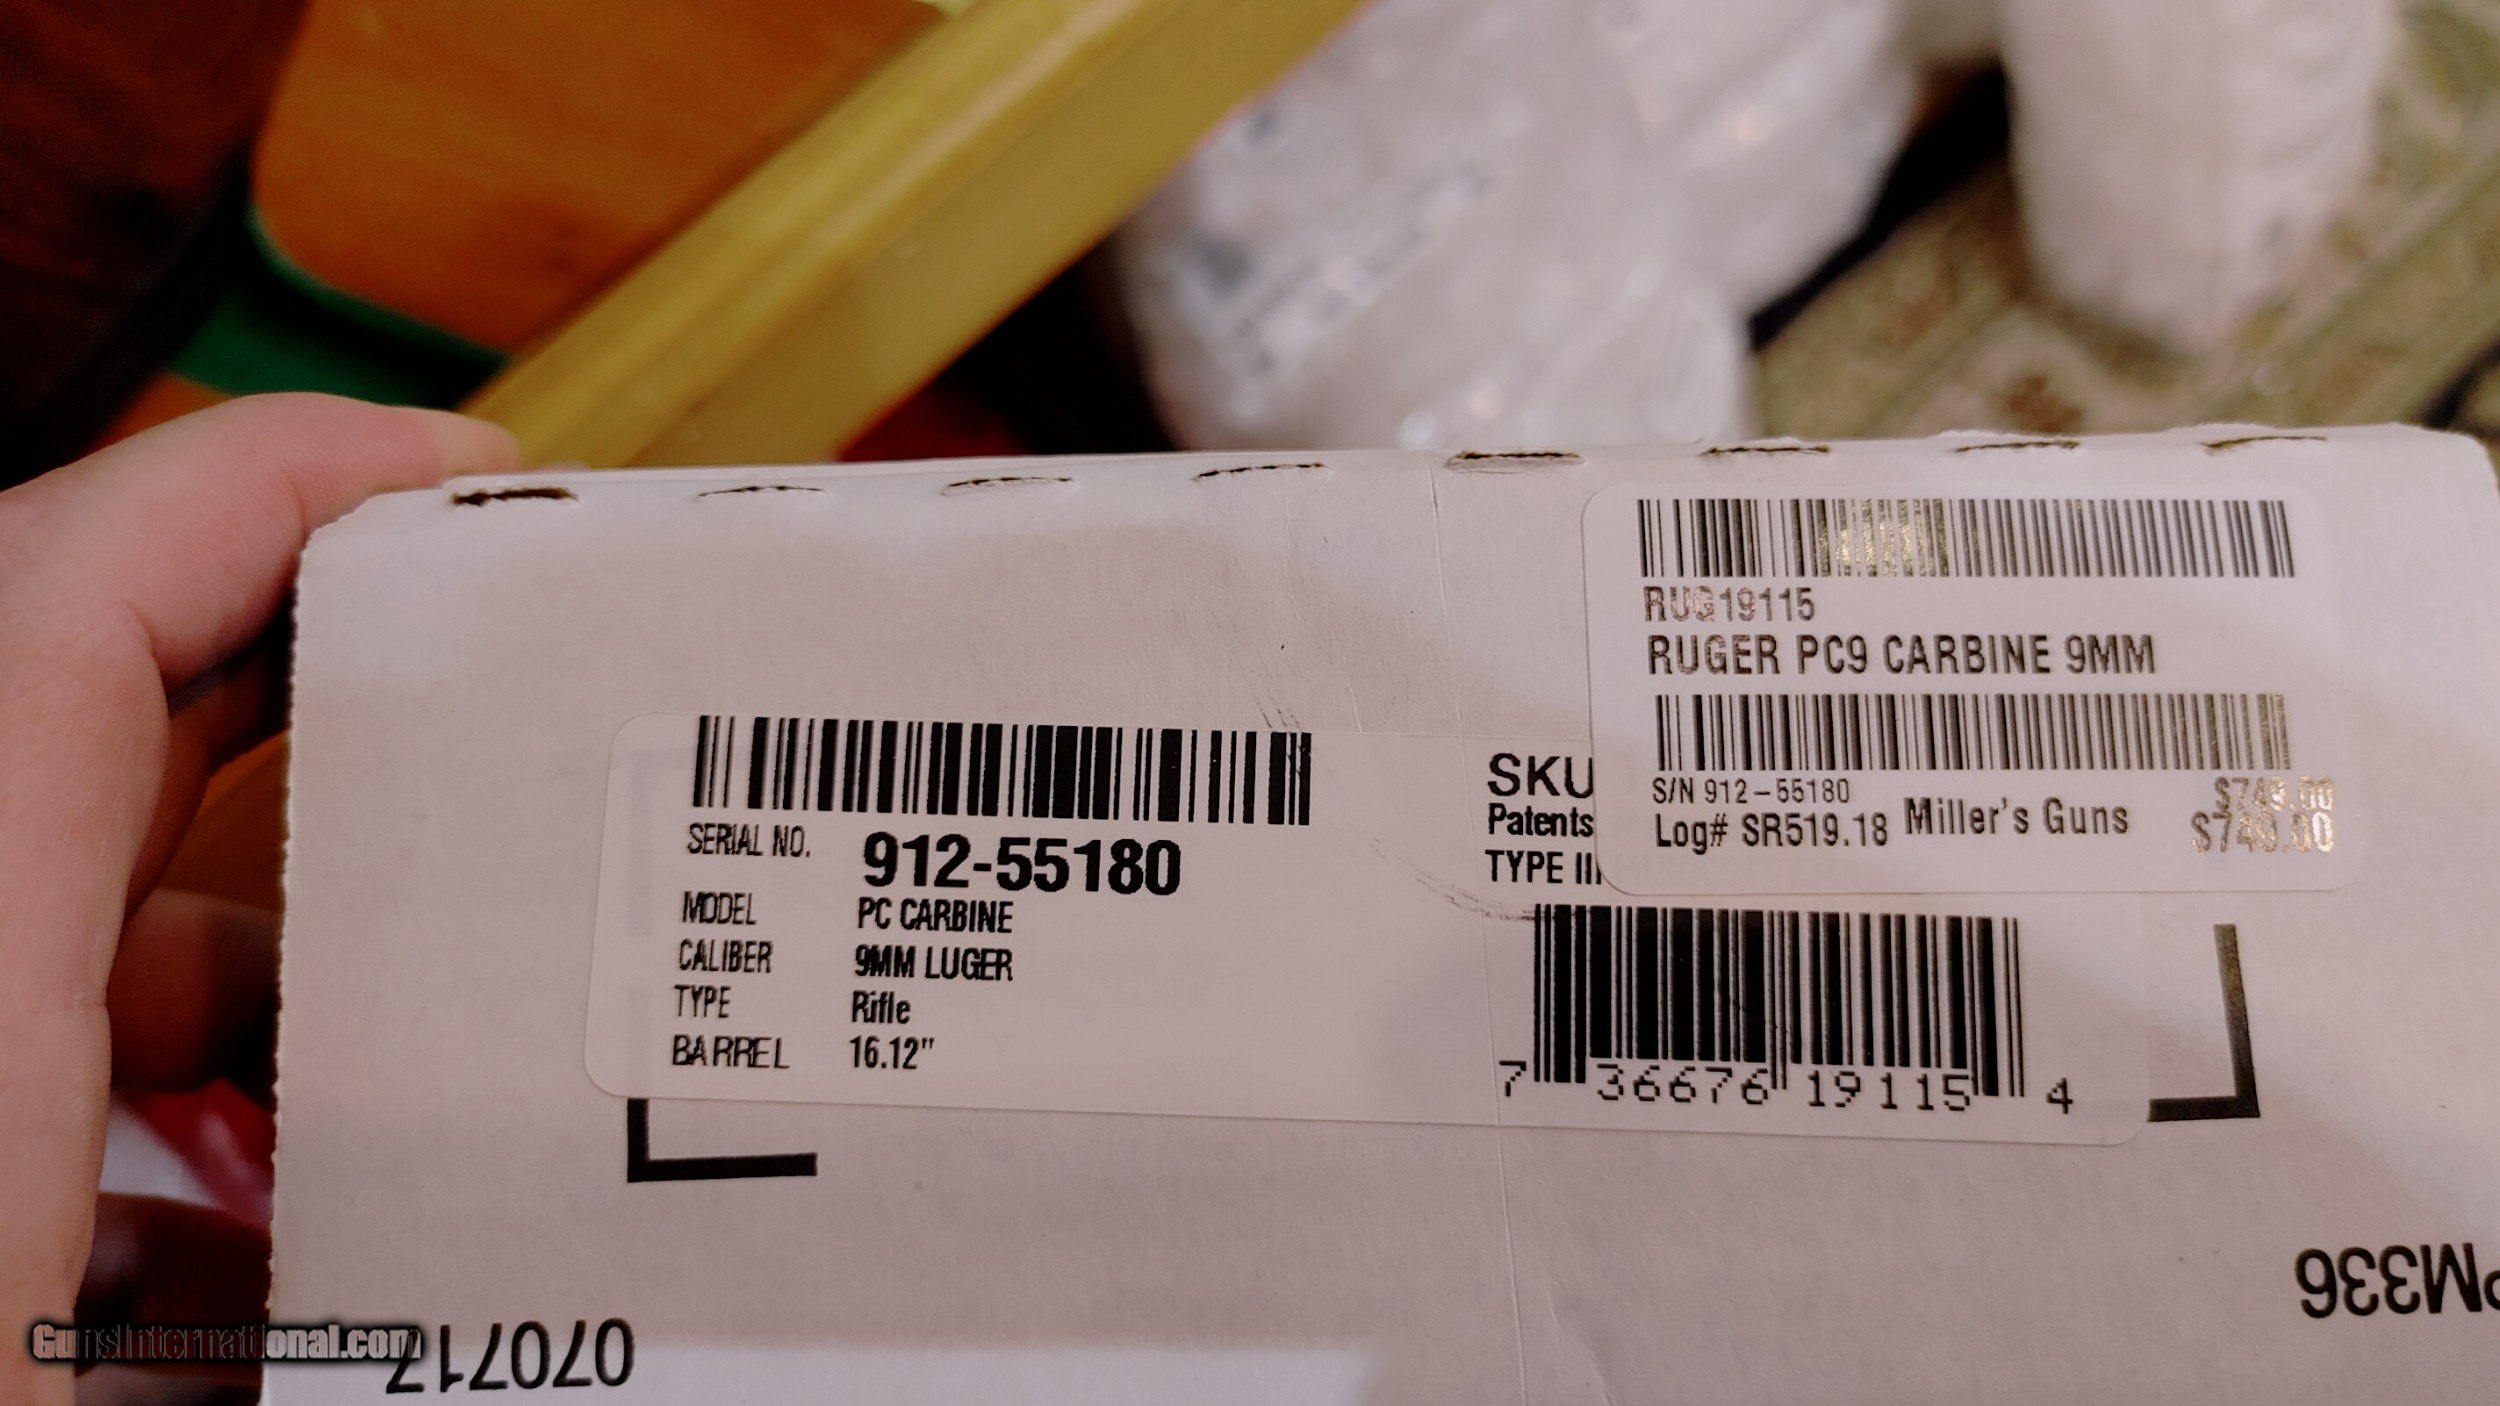 RUG19115
RUGER PC9 CARBINE 9MM
S/N 912-55180
$749.00
Log# SR519.18 Miller's Guns $749.00
SERIAL NO. 912-55180
MODEL PC CARBINE
CALIBER 9MM LUGER
TYPE Rifle
BARREL 16.12"
SKU
Patents
TYPE III
7 36676 19115 4
PM336
070717
GunsInternational.com